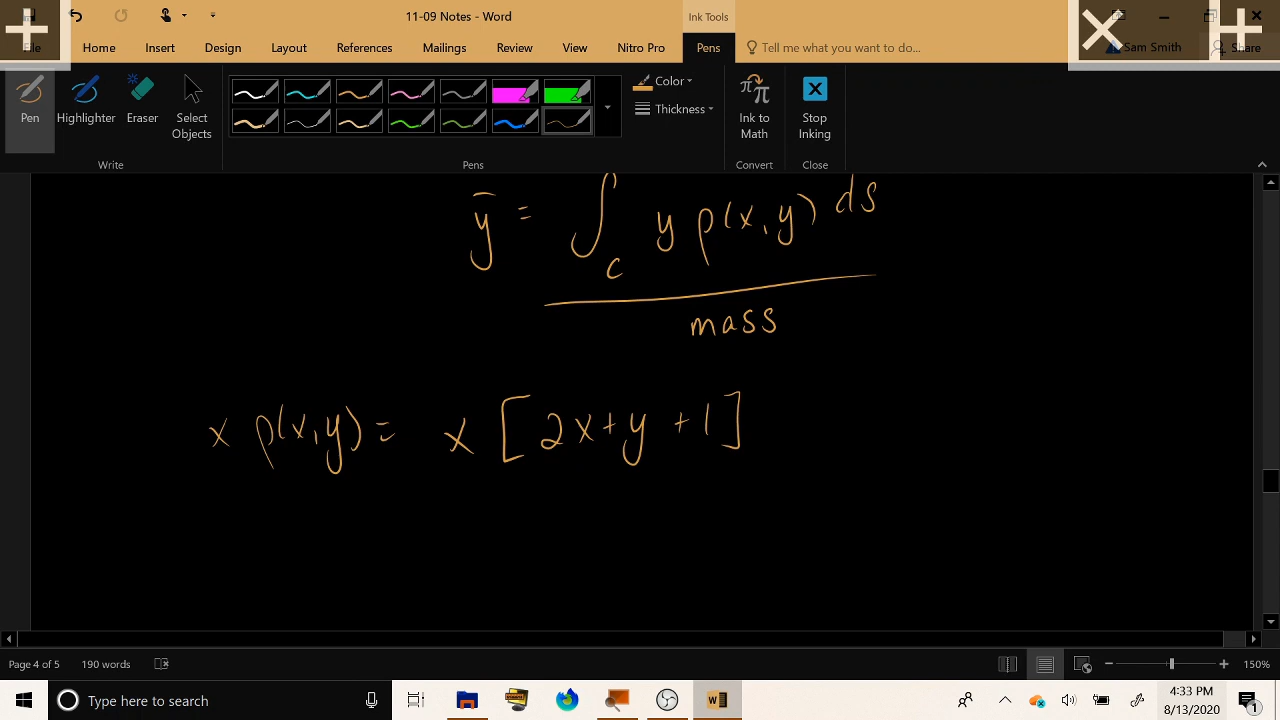 11-09 Notes - Word
Ink Tools
File Home Insert Design Layout References Mailings Review View Nitro Pro Pens Tell me what you want to do... Sam Smith Share
Pen Highlighter Eraser Select Objects
Color
Thickness
Ink to Math
Stop Inking
Write Pens Convert Close
ȳ = ∫_C y ρ(x,y) ds
mass
x ρ(x,y) = x [2x+y+1]
Page 4 of 5 190 words 150%
Type here to search
4:33 PM
8/13/2020
1